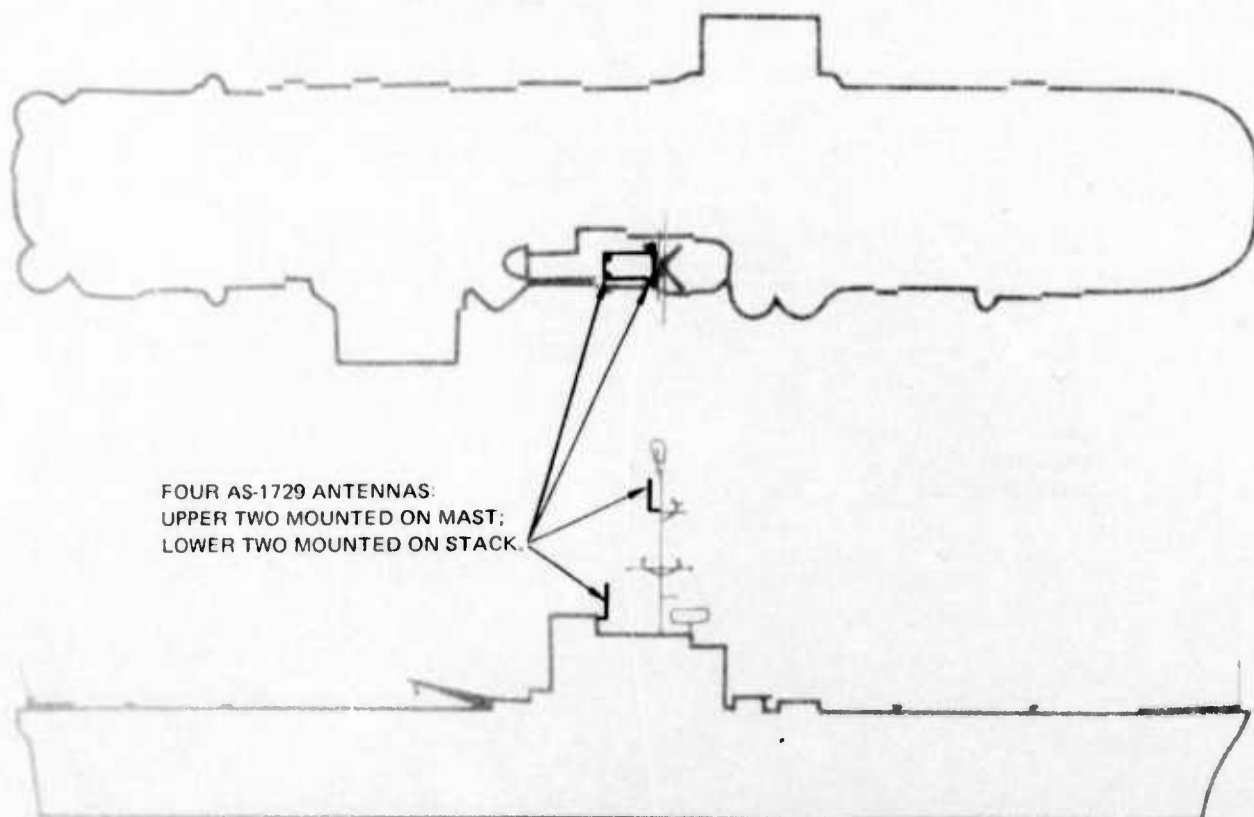 FOUR AS-1729 ANTENNAS:
UPPER TWO MOUNTED ON MAST;
LOWER TWO MOUNTED ON STACK.